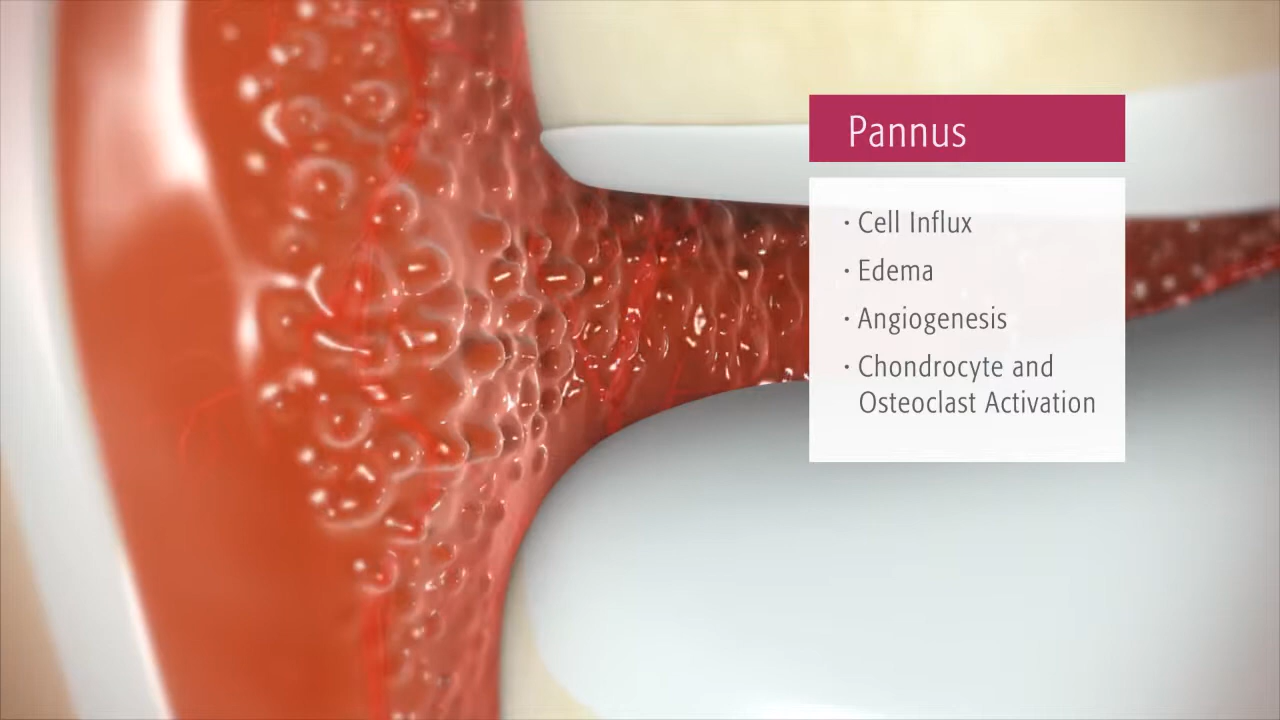 Pannus
· Cell Influx
· Edema
· Angiogenesis
· Chondrocyte and
Osteoclast Activation